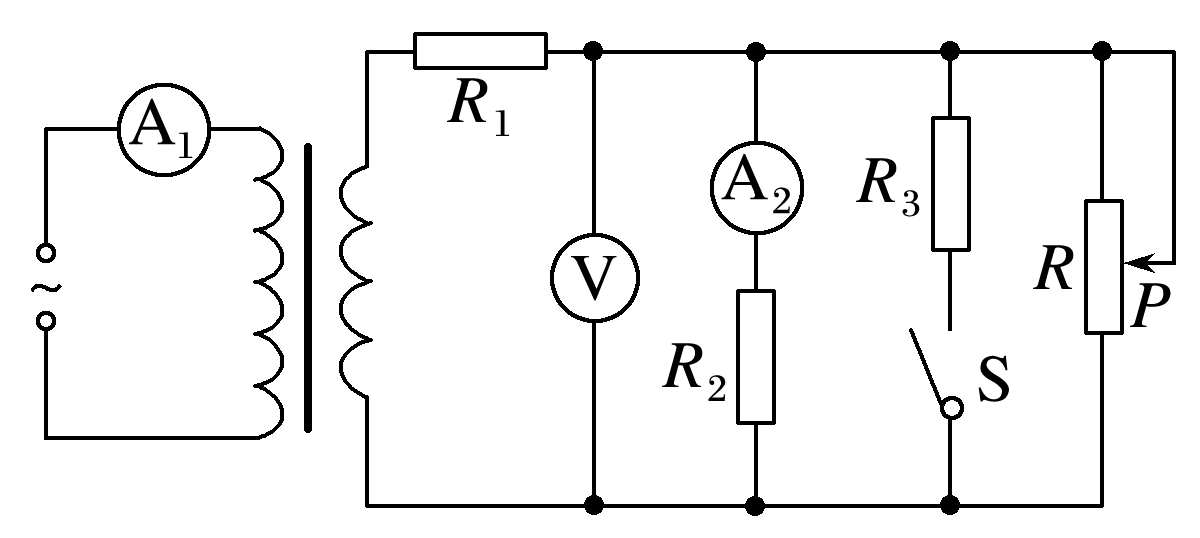 R₁
A₁
A₂
R₃
V
R
P
R₂
S
~